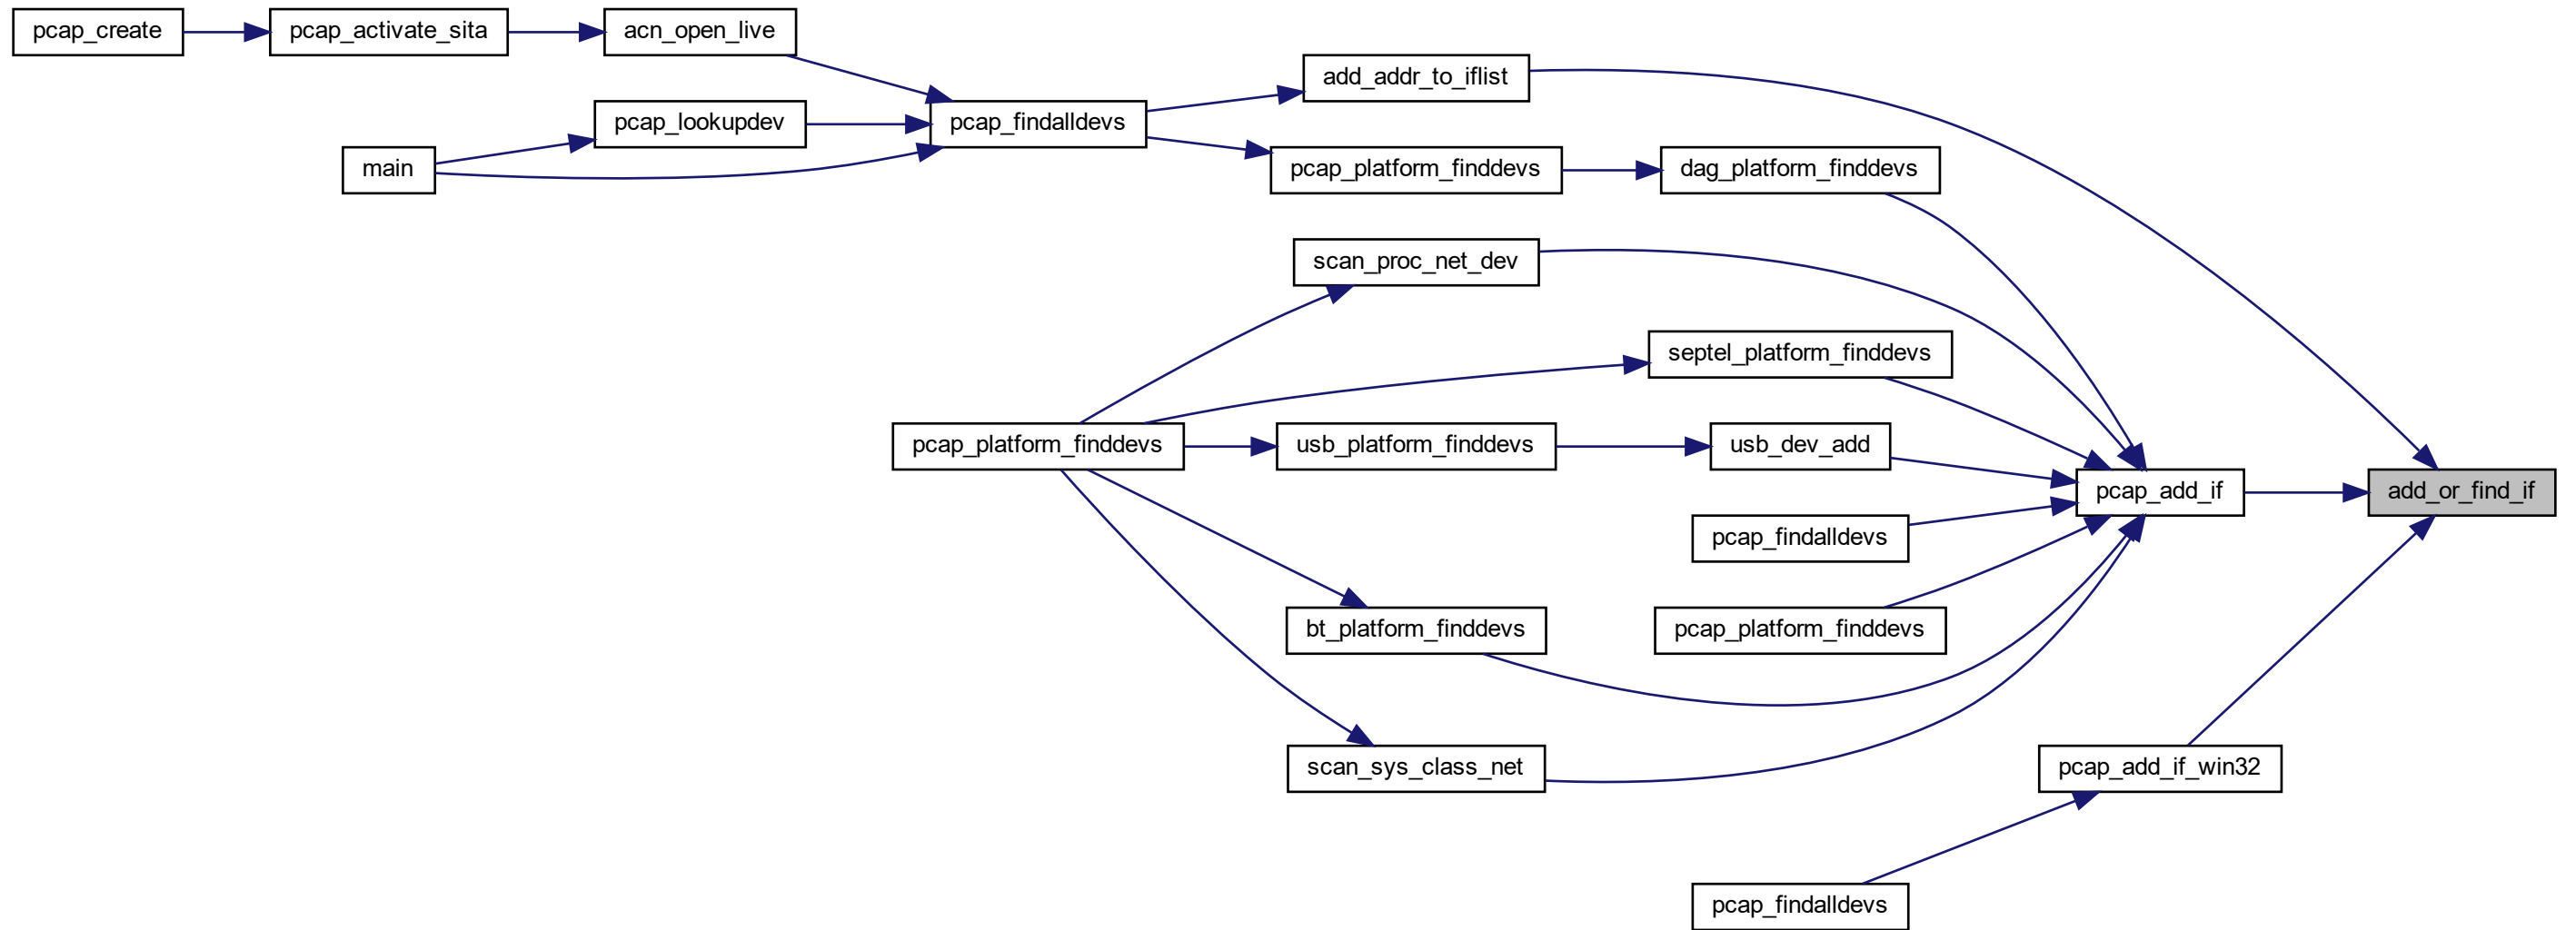 pcap_create
pcap_activate_sita
acn_open_live
add_addr_to_iflist
pcap_lookupdev
pcap_findalldevs
main
pcap_platform_finddevs
dag_platform_finddevs
scan_proc_net_dev
septel_platform_finddevs
pcap_platform_finddevs
usb_platform_finddevs
usb_dev_add
pcap_add_if
add_or_find_if
pcap_findalldevs
bt_platform_finddevs
pcap_platform_finddevs
scan_sys_class_net
pcap_add_if_win32
pcap_findalldevs